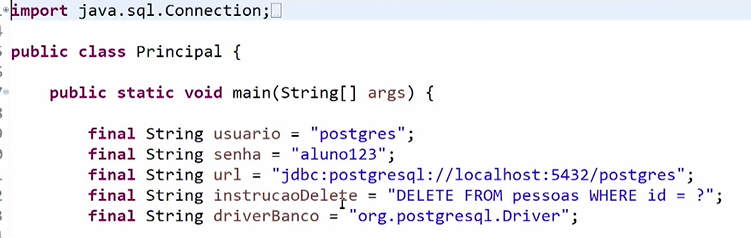 import java.sql.Connection;
public class Principal {
public static void main(String[] args) {
final String usuario = "postgres";
final String senha = "aluno123";
final String url = "jdbc:postgresql://localhost:5432/postgres";
final String instrucaoDelete = "DELETE FROM pessoas WHERE id = ?";
final String driverBanco = "org.postgresql.Driver";